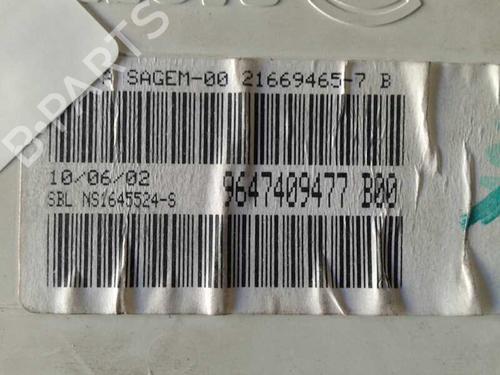 B-PARTS
A SAGEM-00 21669465-7 B
10/06/02
9647409477 B00
SBL NS1645524-S